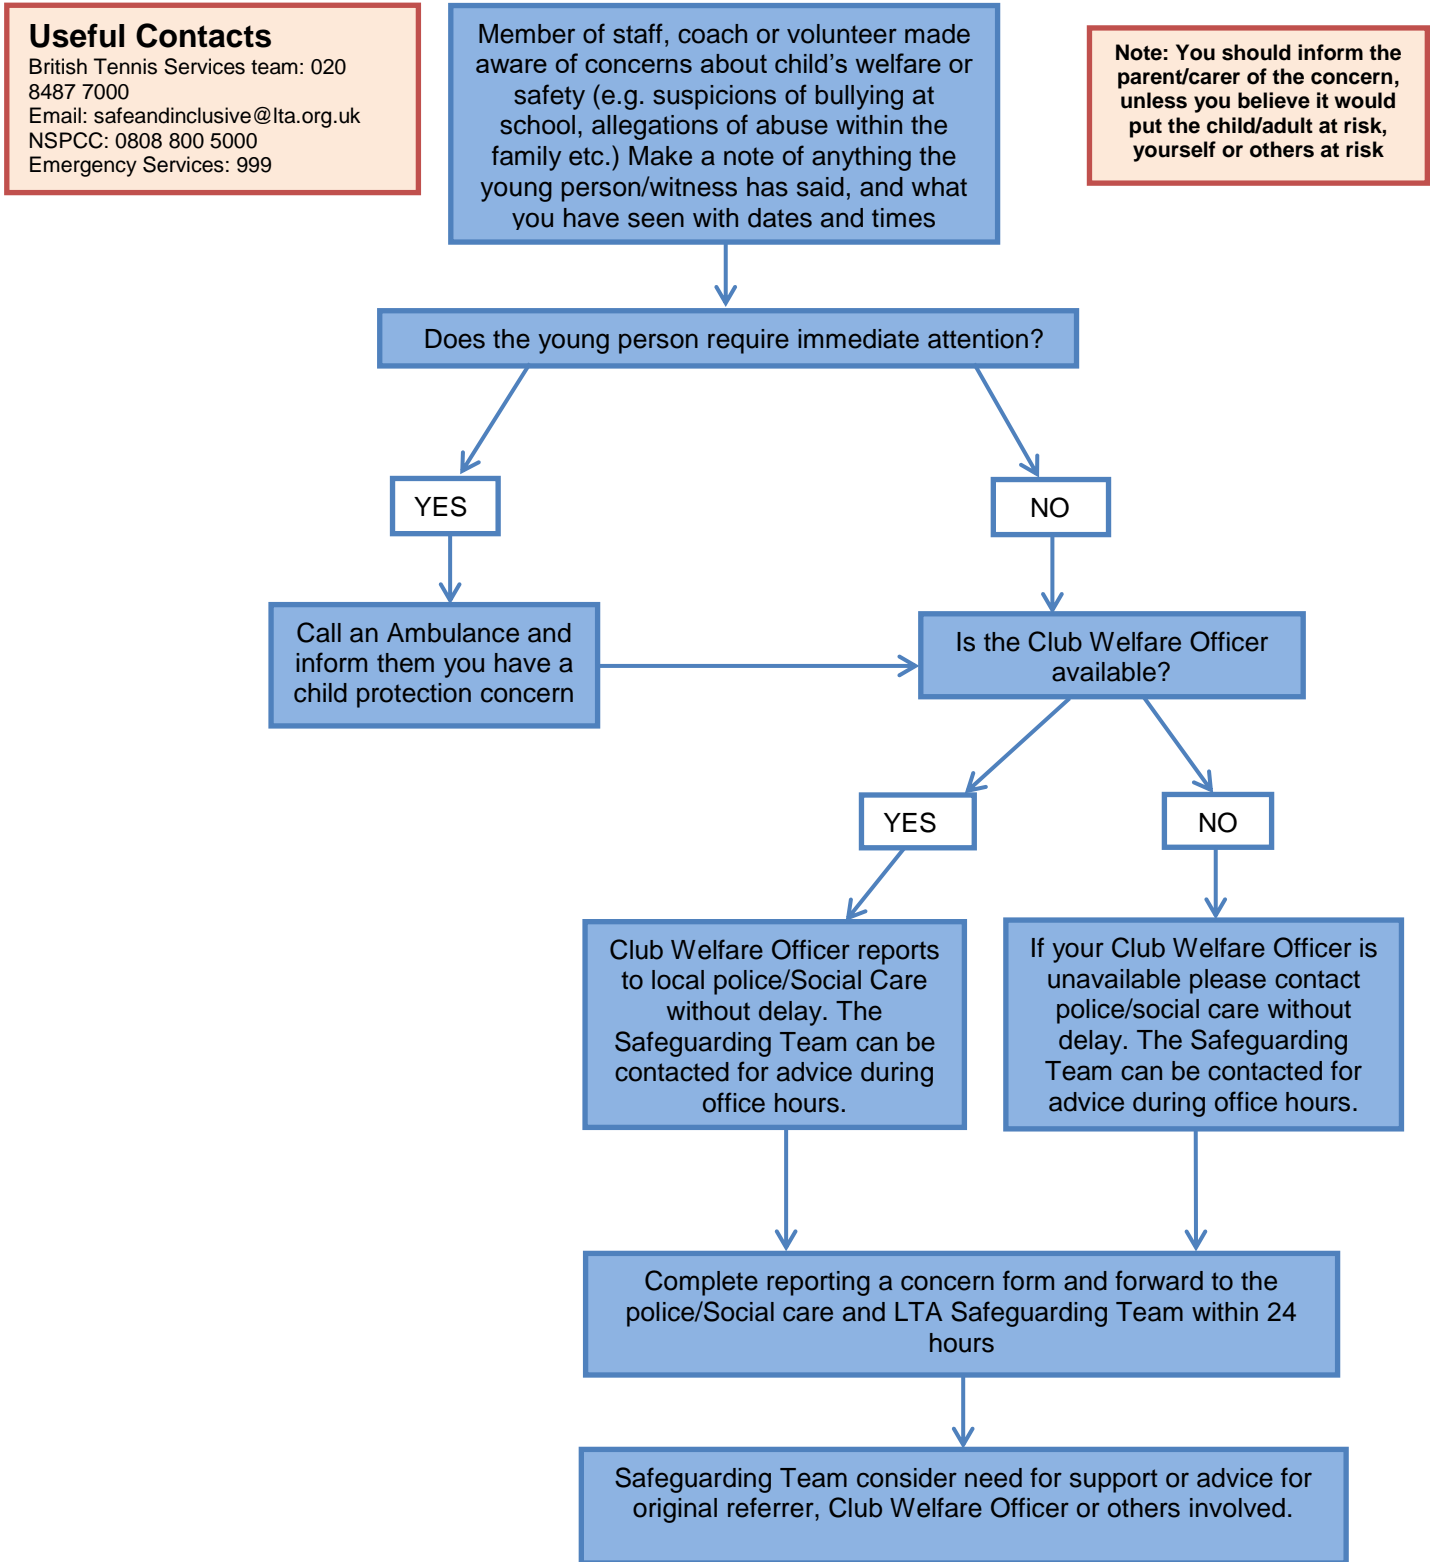 Useful Contacts
British Tennis Services team: 020
8487 7000
Email: safeandinclusive@lta.org.uk
NSPCC: 0808 800 5000
Emergency Services: 999
Member of staff, coach or volunteer made
aware of concerns about child's welfare or
safety (e.g. suspicions of bullying at
school, allegations of abuse within the
family etc.) Make a note of anything the
young person/witness has said, and what
you have seen with dates and times
Note: You should inform the
parent/carer of the concern,
unless you believe it would
put the child/adult at risk,
yourself or others at risk
Does the young person require immediate attention?
YES
NO
Call an Ambulance and
inform them you have a
child protection concern
Is the Club Welfare Officer
available?
YES
NO
Club Welfare Officer reports
to local police/Social Care
without delay. The
Safeguarding Team can be
contacted for advice during
office hours.
If your Club Welfare Officer is
unavailable please contact
police/social care without
delay. The Safeguarding
Team can be contacted for
advice during office hours.
Complete reporting a concern form and forward to the
police/Social care and LTA Safeguarding Team within 24
hours
Safeguarding Team consider need for support or advice for
original referrer, Club Welfare Officer or others involved.